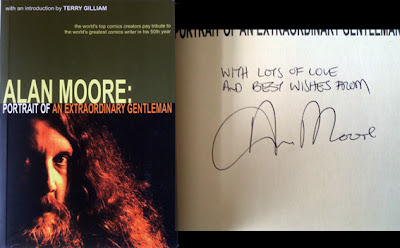 with an introduction by TERRY GILLIAM
the world's top comics creators pay tribute to
the world's greatest comics writer in his 50th year
ALAN MOORE:
PORTRAIT OF AN EXTRAORDINARY GENTLEMAN
PORTRAIT OF AN EXTRAORDINARY GENTLEMAN
WITH LOTS OF LOVE
AND BEST WISHES FROM
Alan Moore